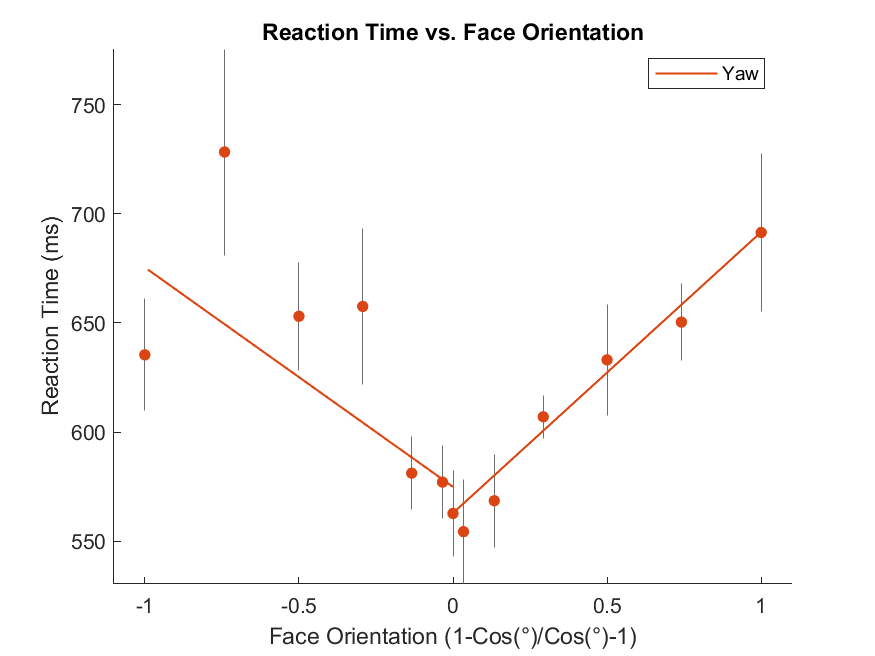 Reaction Time vs. Face Orientation
Yaw
Reaction Time (ms)
750
700
650
600
550
-1 -0.5 0 0.5 1
Face Orientation (1-Cos(°)/Cos(°)-1)